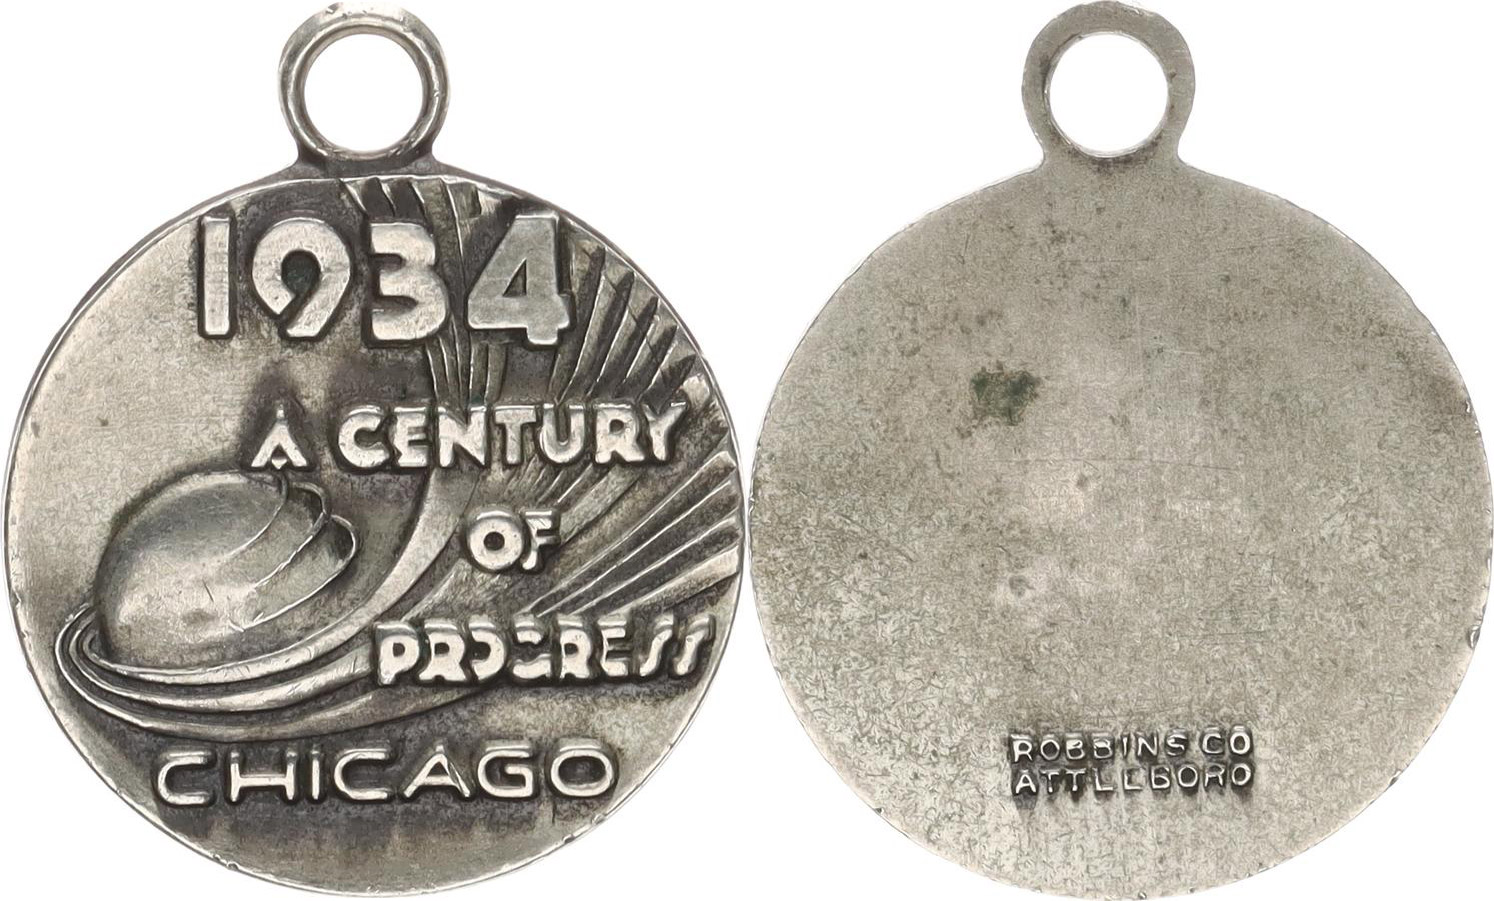 1934
A CENTURY
OF
PROGRESS
CHICAGO
ROBBINS CO
ATTLEBORO